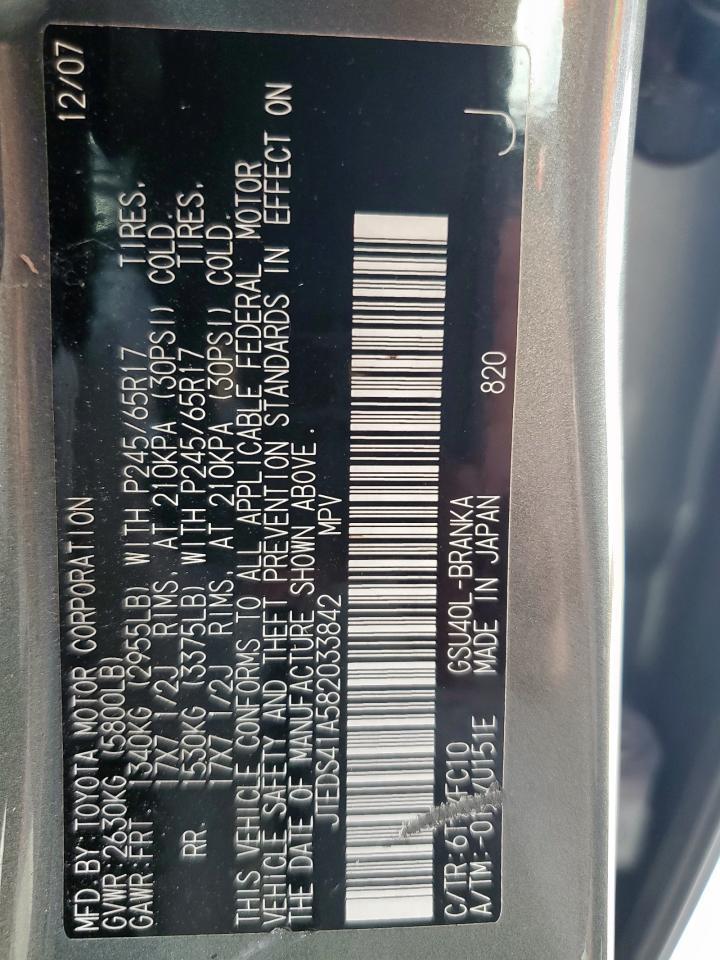 MFD.BY:TOYOTA MOTOR CORPORATION 12/07
GVWR:2630KG (5800LB)
GAWR:FRT. 1340KG (2955LB) WITH P245/65R17 TIRES,
17X7 1/2J RIMS, AT 210KPA (30PSI) COLD.
RR. 1530KG (3375LB) WITH P245/65R17 TIRES,
17X7 1/2J RIMS, AT 210KPA (30PSI) COLD.
THIS VEHICLE CONFORMS TO ALL APPLICABLE FEDERAL MOTOR
VEHICLE SAFETY AND THEFT PREVENTION STANDARDS IN EFFECT ON
THE DATE OF MANUFACTURE SHOWN ABOVE.
JTEDS41A582033842 MPV
C/TR: GSU40L-BRANKA
A/TM: MADE IN JAPAN 820